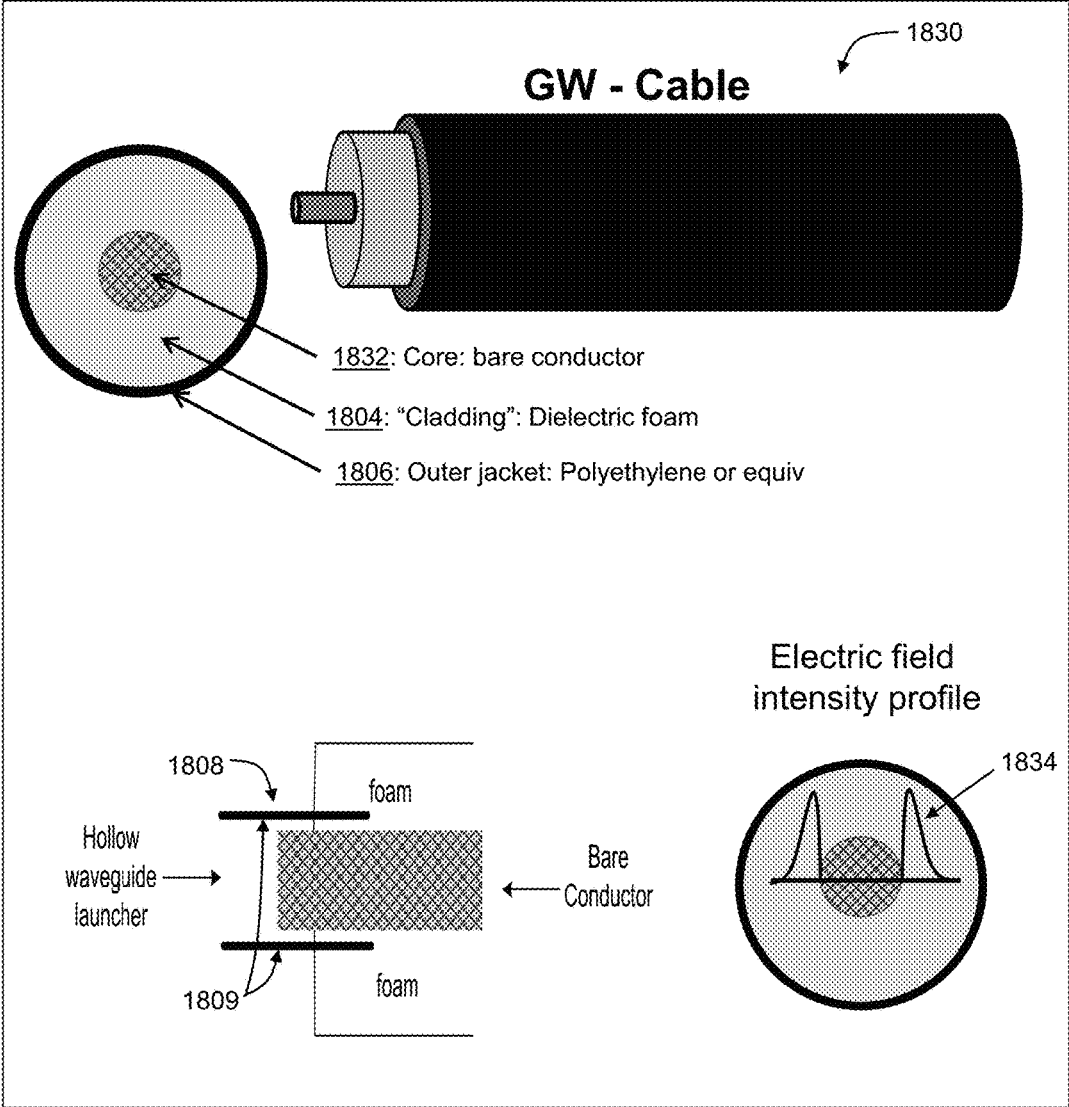 1830
GW - Cable
1832: Core: bare conductor
1804: “Cladding”: Dielectric foam
1806: Outer jacket: Polyethylene or equiv
Electric field
intensity profile
1834
1808
foam
Hollow
waveguide
launcher
Bare
Conductor
1809
foam